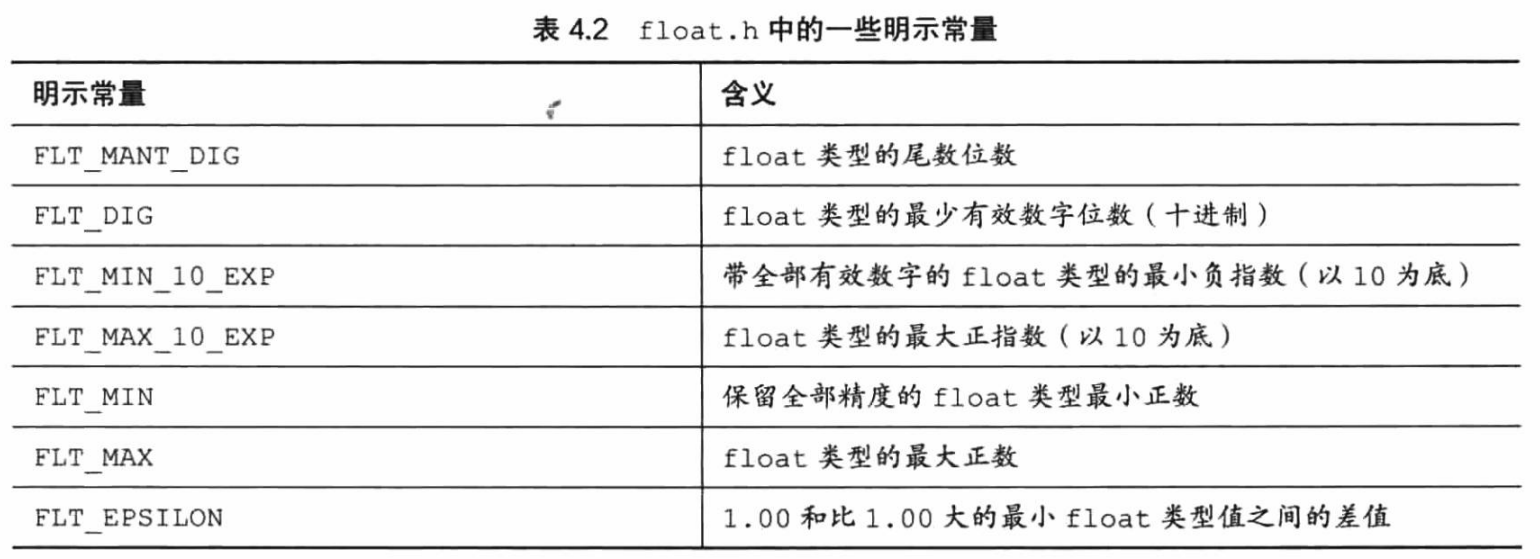 表 4.2 float.h 中的一些明示常量
明示常量 含义
FLT_MANT_DIG float 类型的尾数位数
FLT_DIG float 类型的最少有效数字位数（十进制）
FLT_MIN_10_EXP 带全部有效数字的 float 类型的最小负指数（以 10 为底）
FLT_MAX_10_EXP float 类型的最大正指数（以 10 为底）
FLT_MIN 保留全部精度的 float 类型最小正数
FLT_MAX float 类型的最大正数
FLT_EPSILON 1.00 和比 1.00 大的最小 float 类型值之间的差值